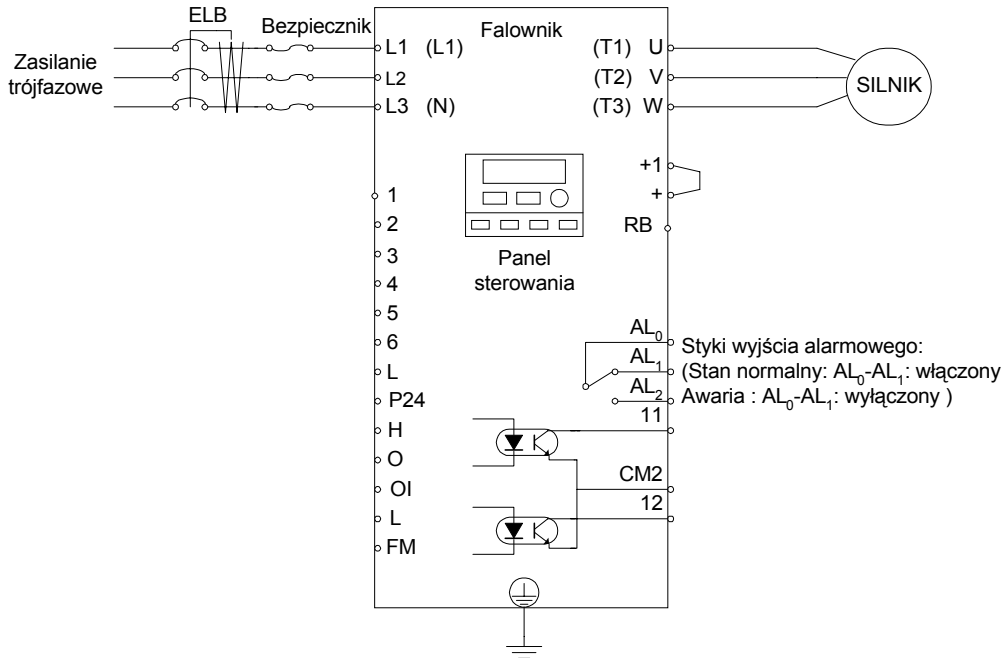 ELB
Bezpiecznik
Zasilanie
trójfazowe
L1 (L1)
L2
L3 (N)
Falownik
(T1) U
(T2) V
(T3) W
SILNIK
+1
+
RB
1
2
3
4
5
6
L
P24
H
O
OI
L
FM
Panel
sterowania
AL0
AL1
AL2
11
CM2
12
Styki wyjścia alarmowego:
(Stan normalny: AL0-AL1: włączony
Awaria : AL0-AL1: wyłączony )